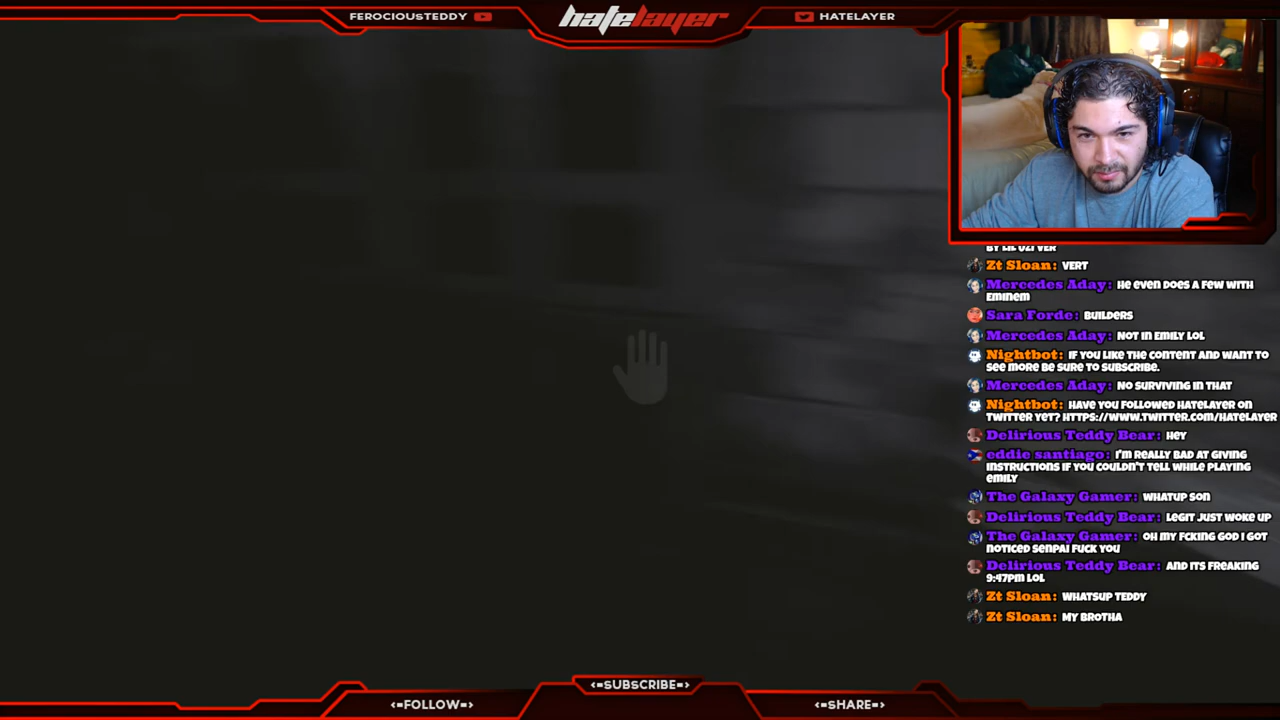 FEROCIOUSTEDDY
hatelayer
HATELAYER
BY LIL UZI VER
Zt Sloan: VERT
Mercedes Aday: HE EVEN DOES A FEW WITH
EMINEM
Sara Forde: BUILDERS
Mercedes Aday: NOT IN EMILY LOL
Nightbot: IF YOU LIKE THE CONTENT AND WANT TO
SEE MORE BE SURE TO SUBSCRIBE.
Mercedes Aday: NO SURVIVING IN THAT
Nightbot: HAVE YOU FOLLOWED HATELAYER ON
TWITTER YET? HTTPS://WWW.TWITTER.COM/HATELAYER
Delirious Teddy Bear: HEY
eddie santiago: I'M REALLY BAD AT GIVING
INSTRUCTIONS IF YOU COULDN'T TELL WHILE PLAYING
EMILY
The Galaxy Gamer: WHATUP SON
Delirious Teddy Bear: LEGIT JUST WOKE UP
The Galaxy Gamer: OH MY FCKING GOD I GOT
NOTICED SENPAI FUCK YOU
Delirious Teddy Bear: AND ITS FREAKING
9:47PM LOL
Zt Sloan: WHATSUP TEDDY
Zt Sloan: MY BROTHA
<=SUBSCRIBE=>
<=FOLLOW=>
<=SHARE=>